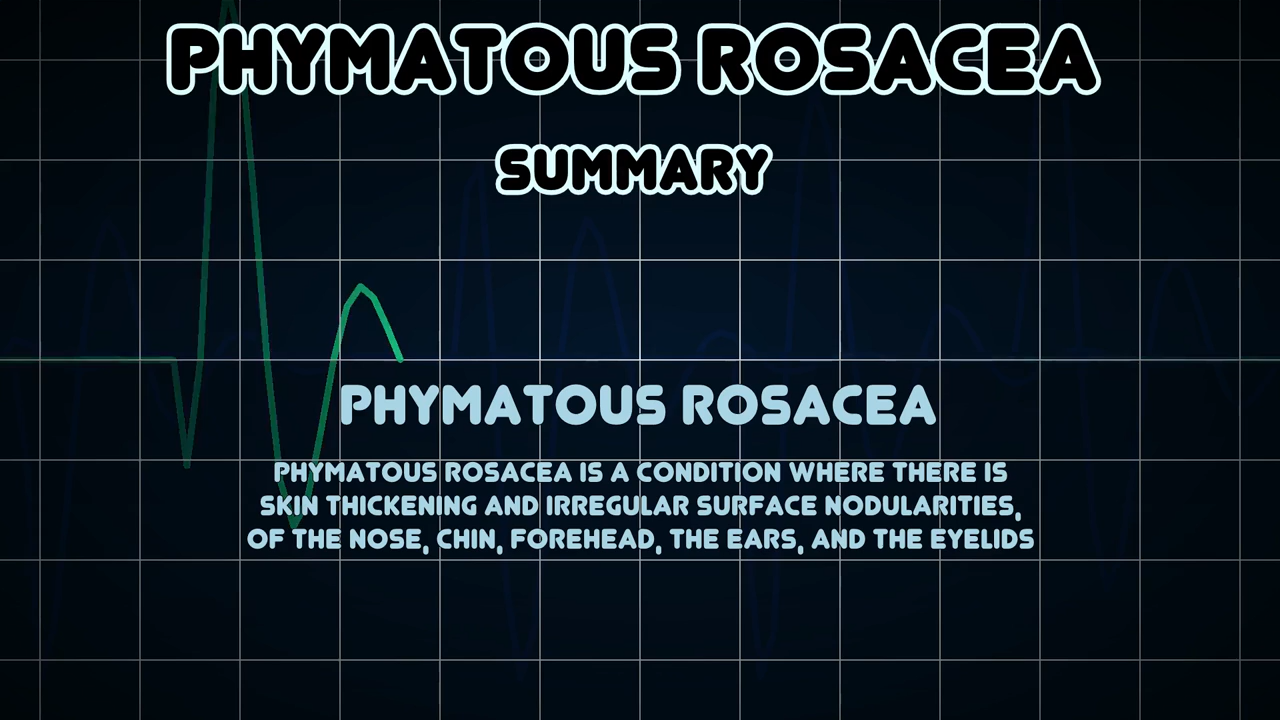 PHYMATOUS ROSACEA
SUMMARY
PHYMATOUS ROSACEA
PHYMATOUS ROSACEA IS A CONDITION WHERE THERE IS
SKIN THICKENING AND IRREGULAR SURFACE NODULARITIES,
OF THE NOSE, CHIN, FOREHEAD, THE EARS, AND THE EYELIDS